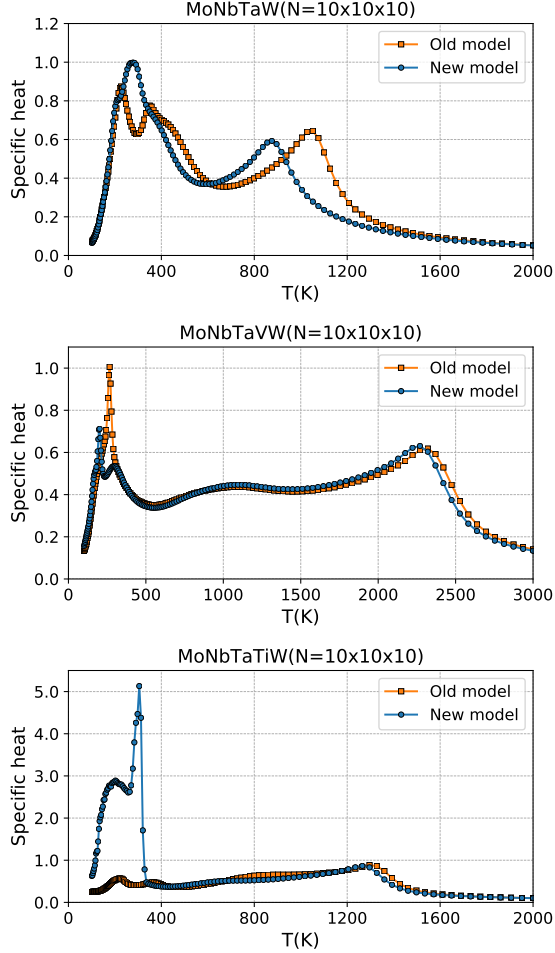 MoNbTaW(N=10x10x10)
1.2
1.0
0.8
0.6
0.4
0.2
0.0
Specific heat
Old model
New model
0 400 800 1200 1600 2000
T(K)
MoNbTaVW(N=10x10x10)
1.0
0.8
0.6
0.4
0.2
0.0
Specific heat
Old model
New model
0 500 1000 1500 2000 2500 3000
T(K)
MoNbTaTiW(N=10x10x10)
5.0
4.0
3.0
2.0
1.0
0.0
Specific heat
Old model
New model
0 400 800 1200 1600 2000
T(K)